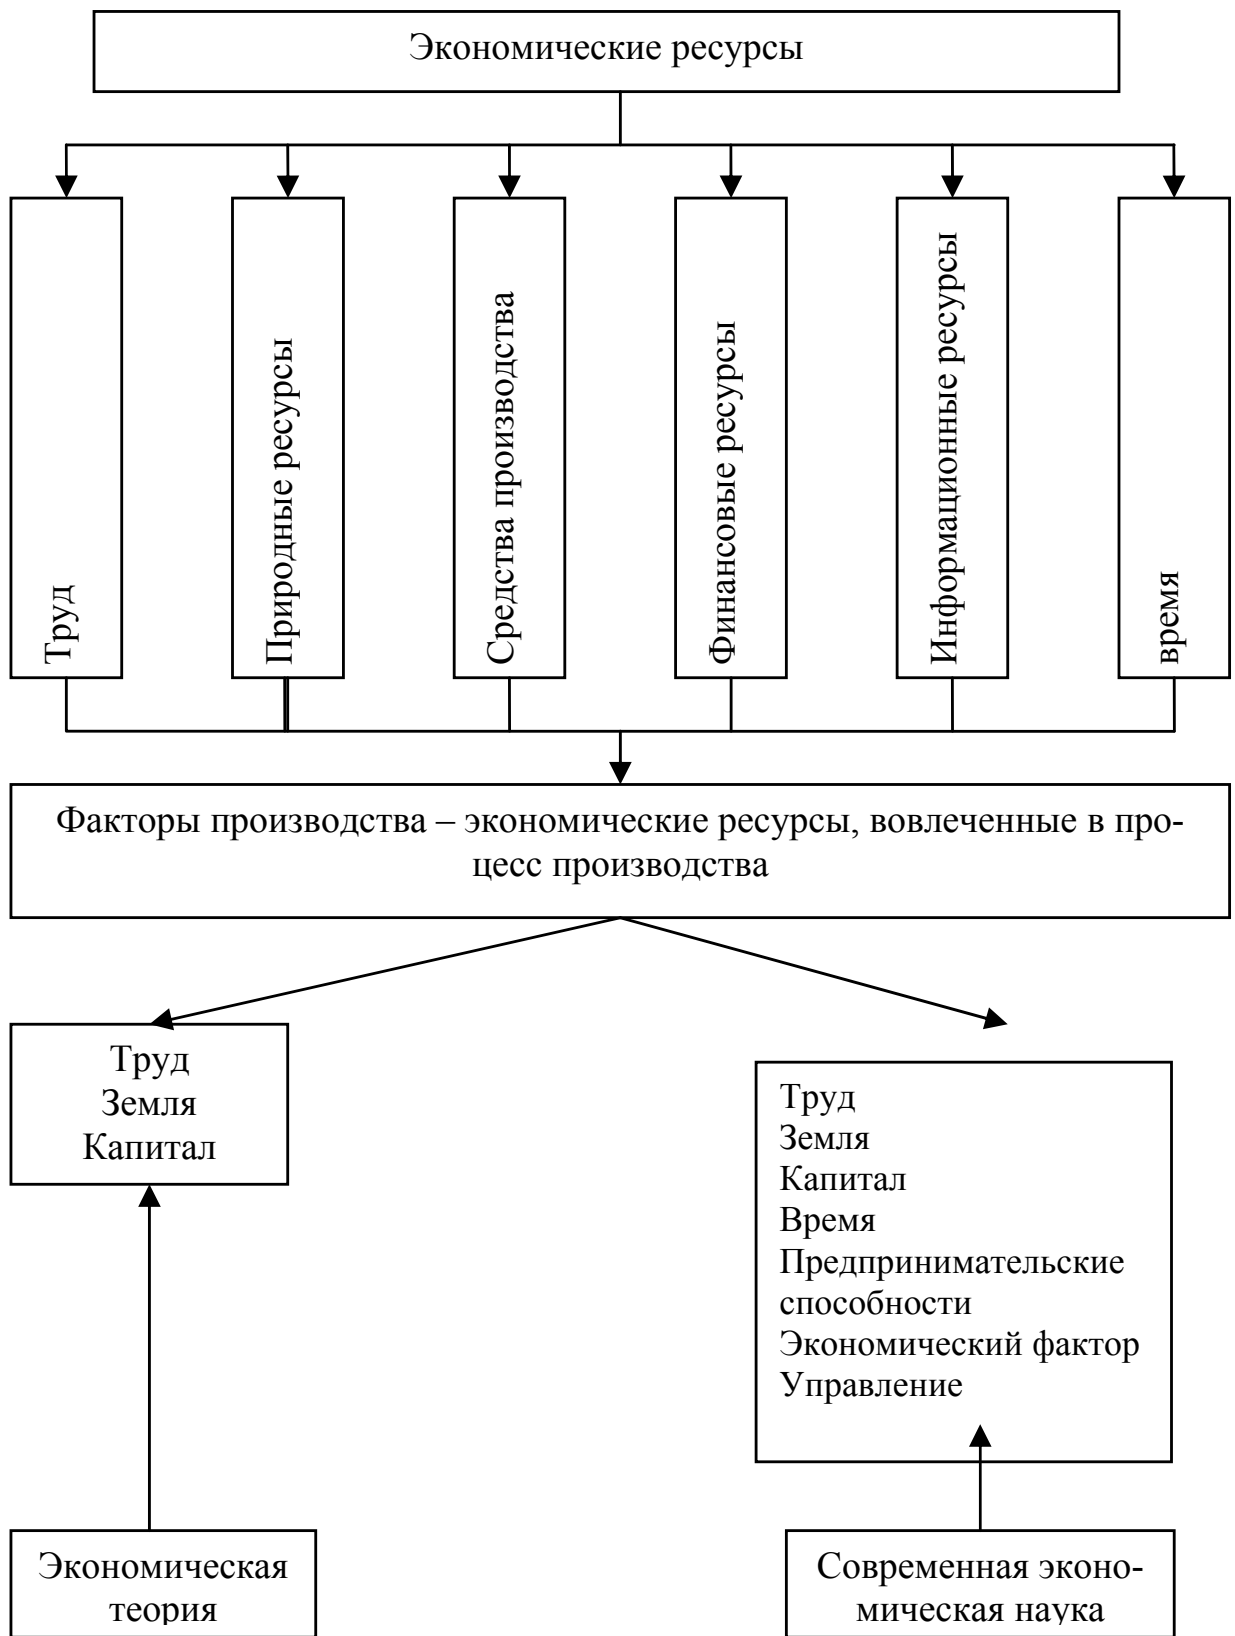 Экономические ресурсы
Труд
Природные ресурсы
Средства производства
Финансовые ресурсы
Информационные ресурсы
время
Факторы производства – экономические ресурсы, вовлеченные в про-
цесс производства
Труд
Земля
Капитал
Труд
Земля
Капитал
Время
Предпринимательские
способности
Экономический фактор
Управление
Экономическая
теория
Современная эконо-
мическая наука